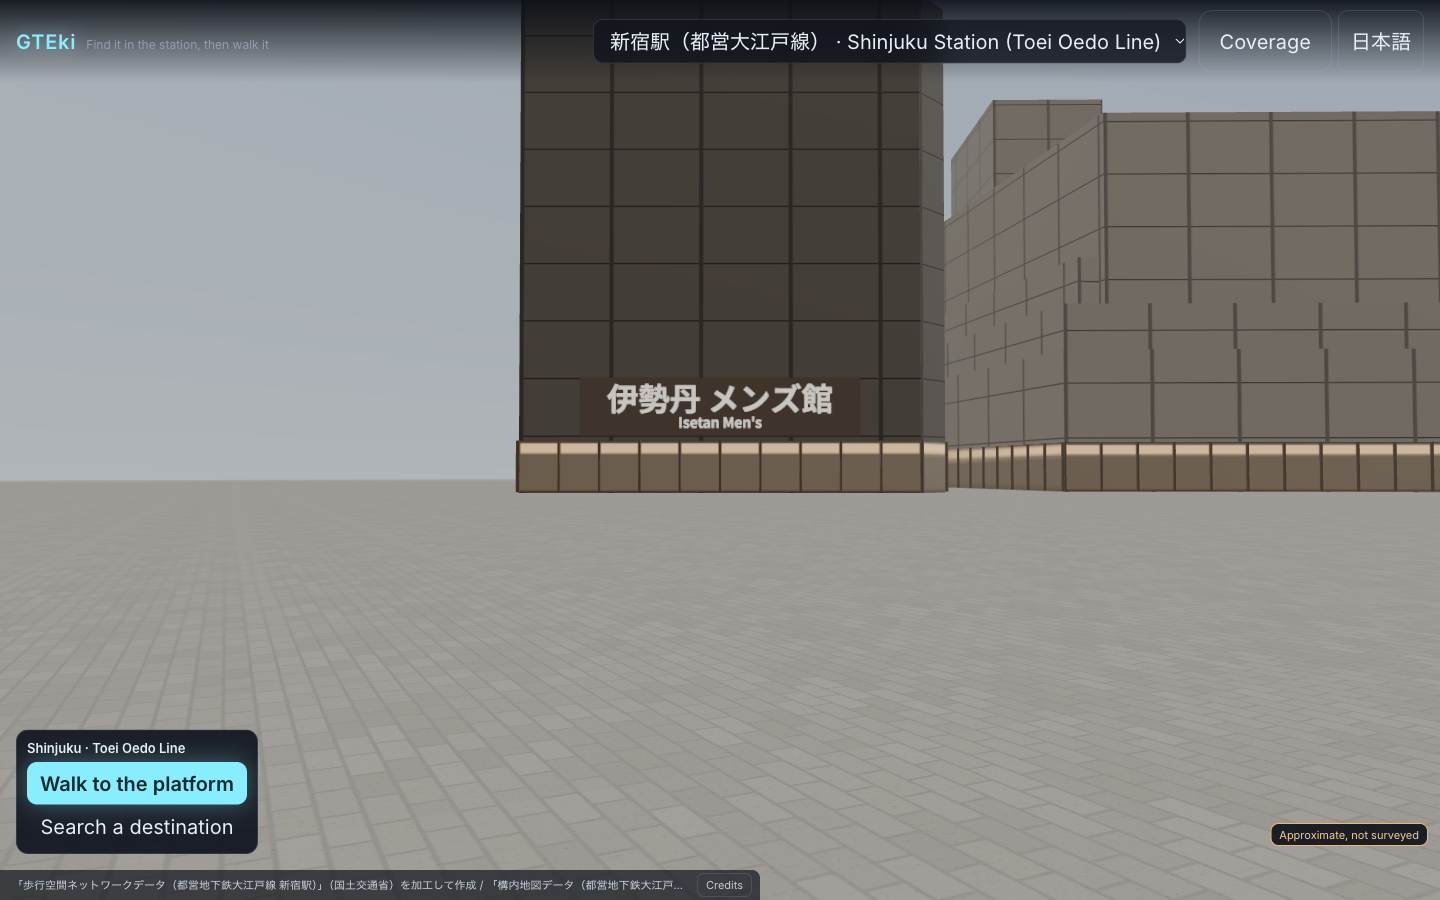 GTEki Find it in the station, then walk it
新宿駅（都営大江戸線） · Shinjuku Station (Toei Oedo Line)
Coverage
日本語
伊勢丹 メンズ館
Isetan Men's
Shinjuku · Toei Oedo Line
Walk to the platform
Search a destination
Approximate, not surveyed
「歩行空間ネットワークデータ（都営地下鉄大江戸線 新宿駅）」（国土交通省）を加工して作成 / 「構内地図データ（都営地下鉄大江戸...
Credits